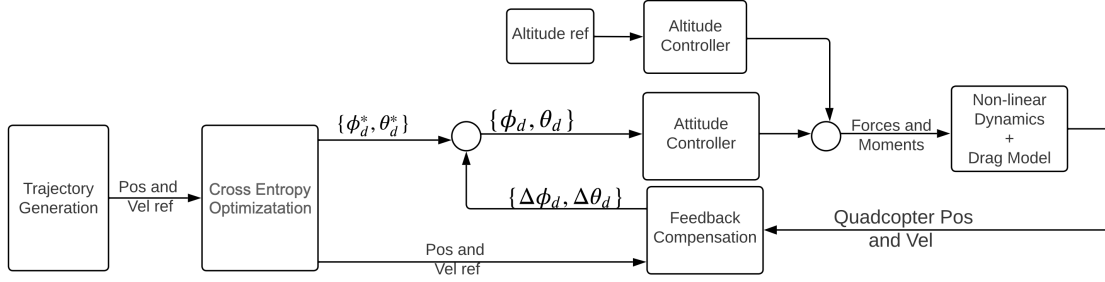 Altitude ref
Altitude
Controller
Trajectory
Generation
Pos and
Vel ref
Cross Entropy
Optimizatation
{ϕ*_d, θ*_d}
{ϕ_d, θ_d}
Attitude
Controller
Forces and
Moments
Non-linear
Dynamics
+
Drag Model
{Δϕ_d, Δθ_d}
Feedback
Compensation
Quadcopter Pos
and Vel
Pos and
Vel ref